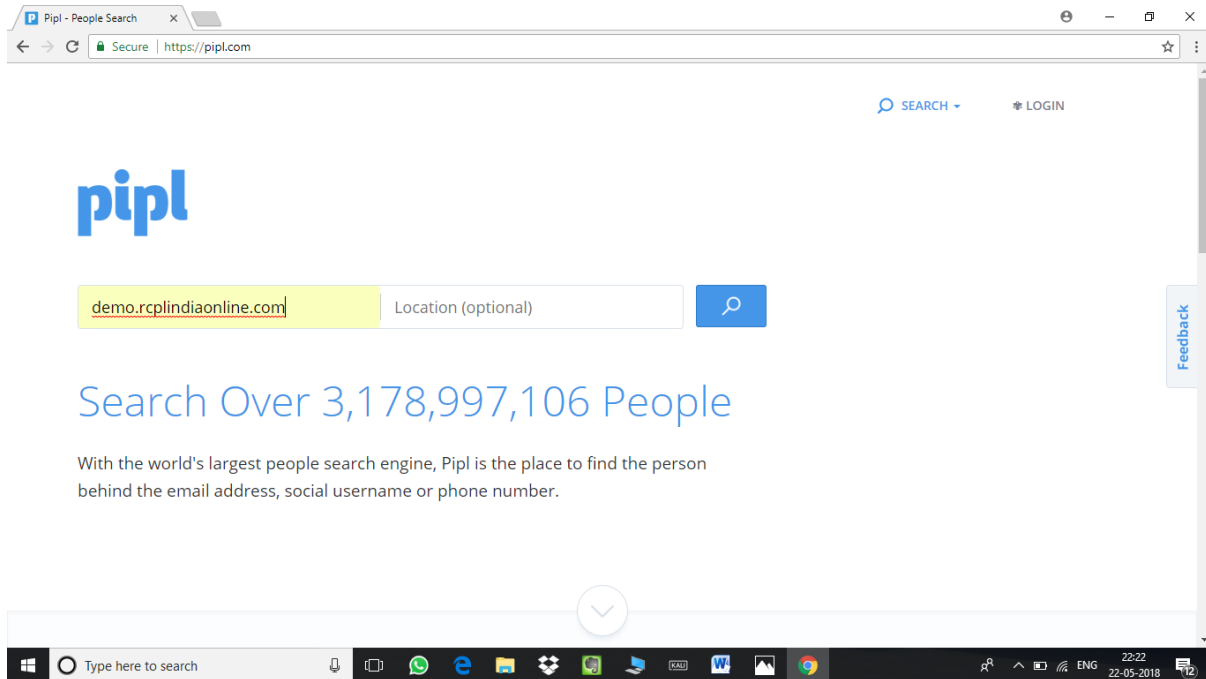 Pipl - People Search
Secure https://pipl.com
SEARCH LOGIN
pipl
demo.rcplindiaonline.com Location (optional)
Feedback
Search Over 3,178,997,106 People
With the world's largest people search engine, Pipl is the place to find the person
behind the email address, social username or phone number.
Type here to search
KALI
W
ENG
22:22
22-05-2018
12